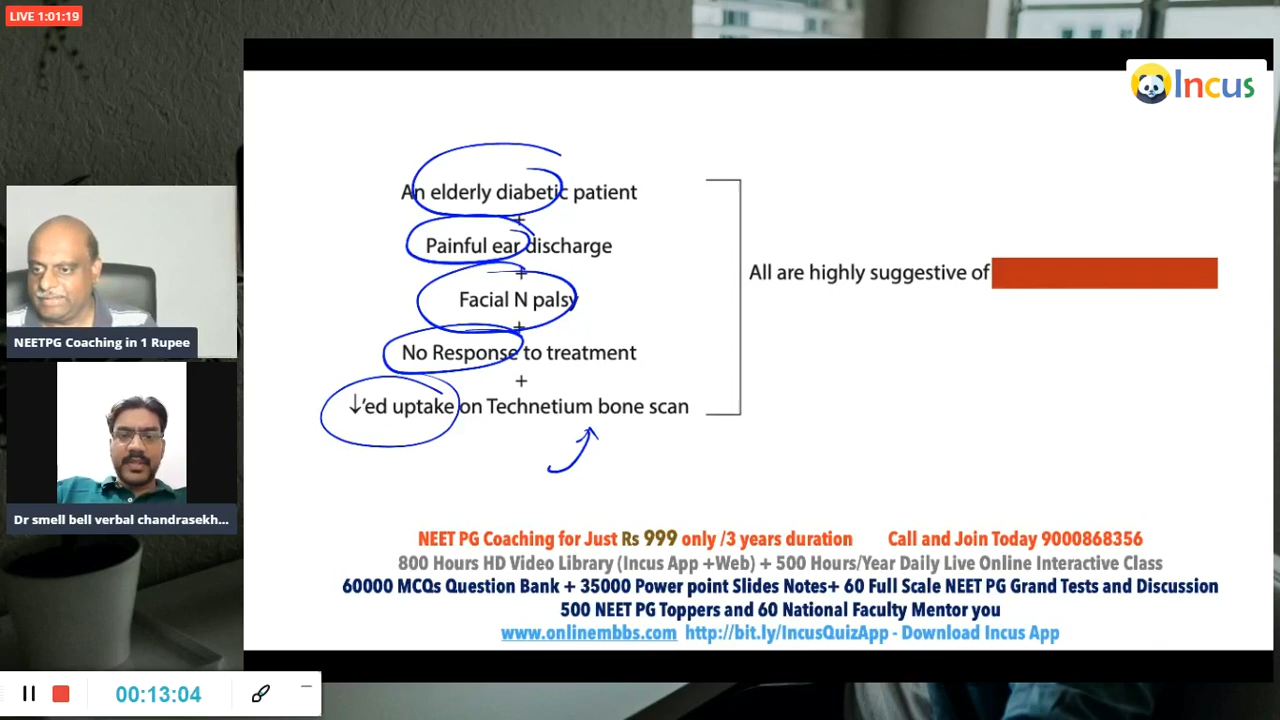 LIVE 1:01:19
Incus
An elderly diabetic patient
+
Painful ear discharge
+
Facial N palsy
+
No Response to treatment
+
↓'ed uptake on Technetium bone scan
All are highly suggestive of
NEETPG Coaching in 1 Rupee
Dr smell bell verbal chandrasekh...
NEET PG Coaching for Just Rs 999 only /3 years duration Call and Join Today 9000868356
800 Hours HD Video Library (Incus App +Web) + 500 Hours/Year Daily Live Online Interactive Class
60000 MCQs Question Bank + 35000 Power point Slides Notes+ 60 Full Scale NEET PG Grand Tests and Discussion
500 NEET PG Toppers and 60 National Faculty Mentor you
www.onlinembbs.com http://bit.ly/IncusQuizApp - Download Incus App
00:13:04